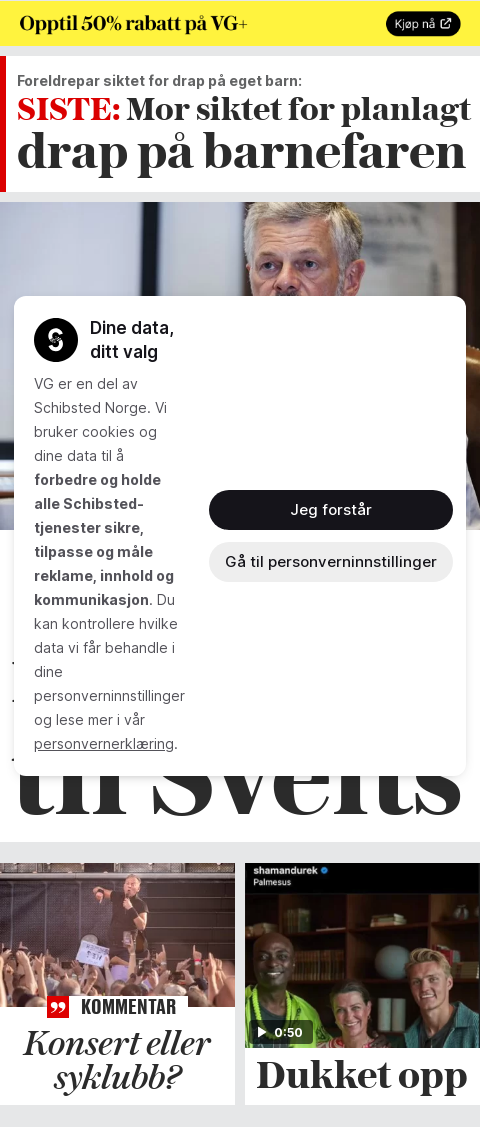 Opptil 50% rabatt på VG+
Kjøp nå
Foreldrepar siktet for drap på eget barn:
SISTE: Mor siktet for planlagt
drap på barnefaren
Dine data,
ditt valg
VG er en del av
Schibsted Norge. Vi
bruker cookies og
dine data til å
forbedre og holde
alle Schibsted-
tjenester sikre,
tilpasse og måle
reklame, innhold og
kommunikasjon. Du
kan kontrollere hvilke
data vi får behandle i
dine
personverninnstillinger
og lese mer i vår
personvernerklæring.
Jeg forstår
Gå til personverninnstillinger
til Sveits
KOMMENTAR
Konsert eller
syklubb?
shamandurek
Palmesus
0:50
Dukket opp